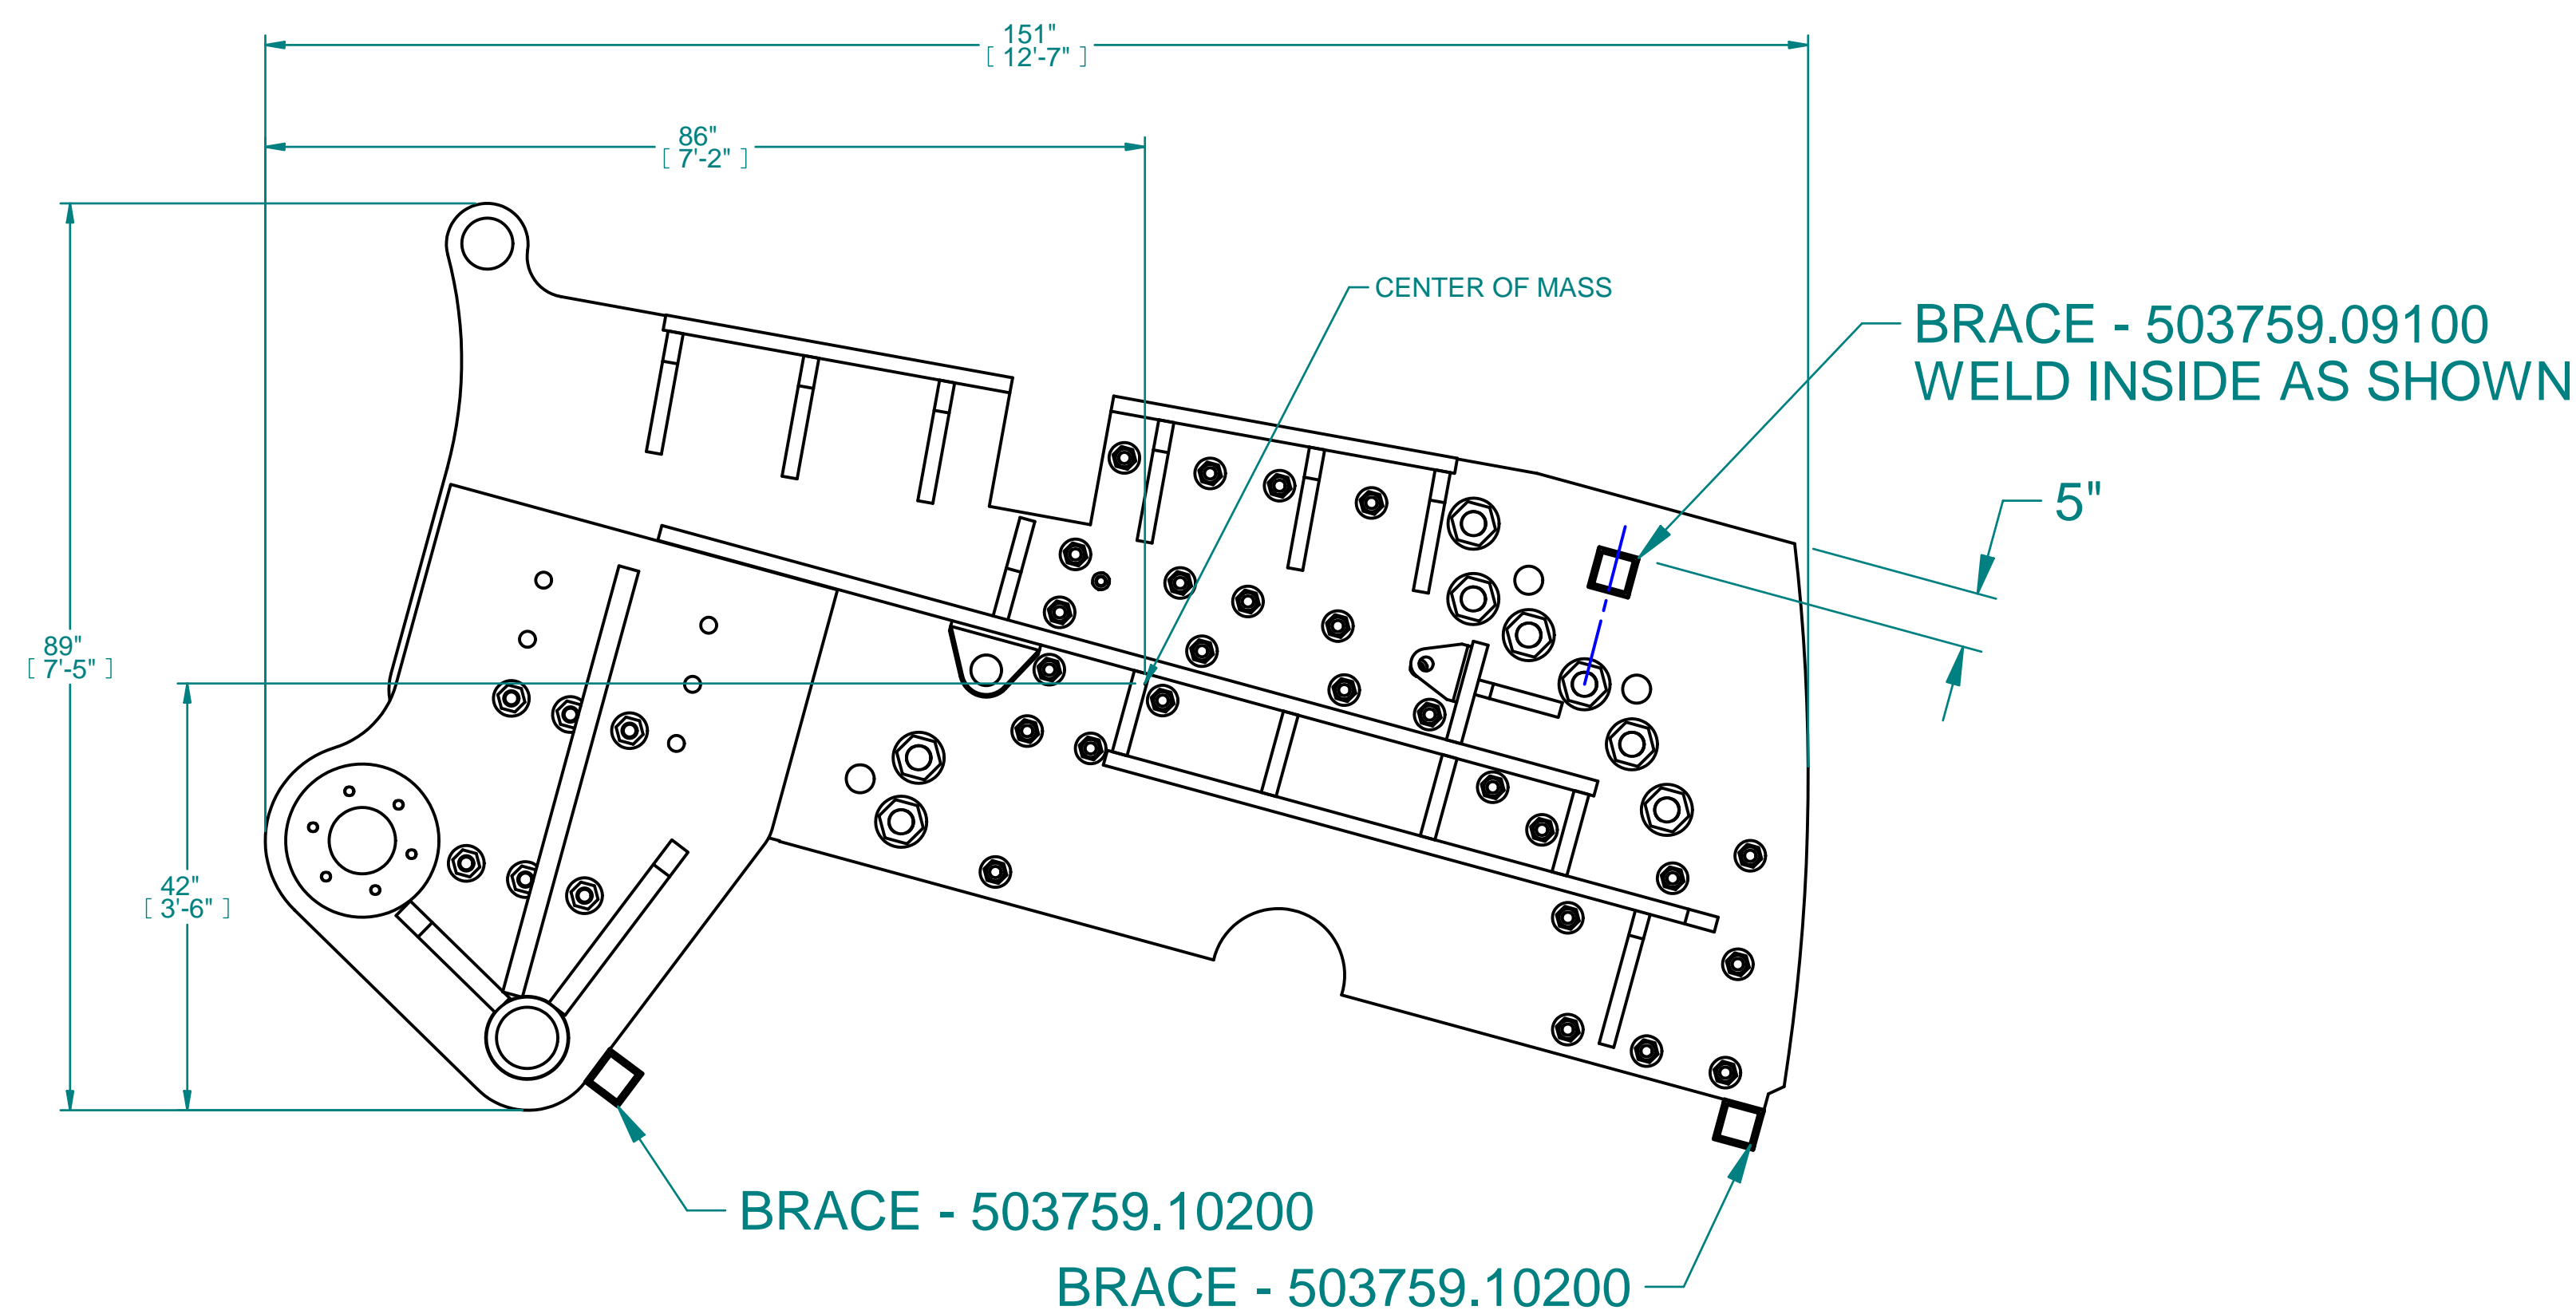 151"
[ 12'-7" ]
86"
[ 7'-2" ]
CENTER OF MASS
BRACE - 503759.09100
WELD INSIDE AS SHOWN
5"
89"
[ 7'-5" ]
42"
[ 3'-6" ]
BRACE - 503759.10200
BRACE - 503759.10200